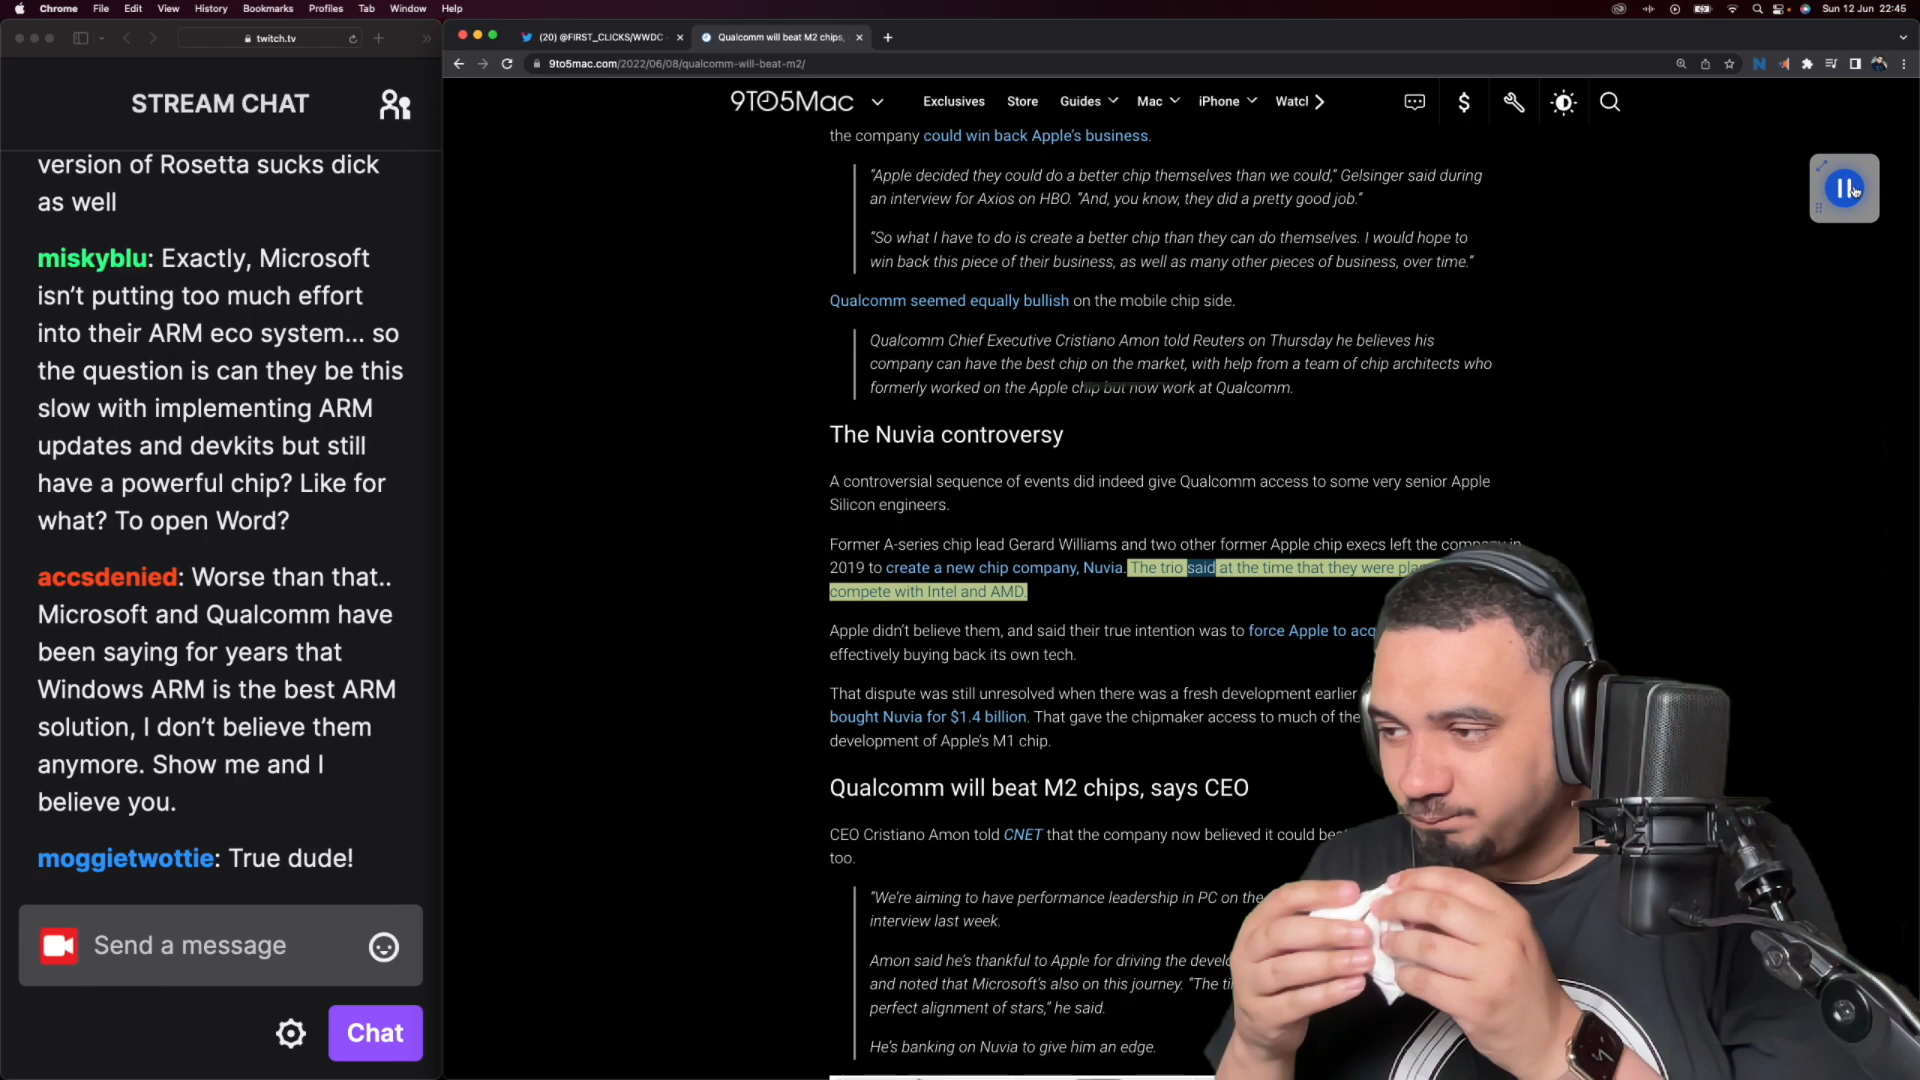 Chrome File Edit View History Bookmarks Profiles Tab Window Help Sun 12 Jun 22:45
twitch.tv
(20) @FIRST_CLICKS/WWDC
Qualcomm will beat M2 chips,
9to5mac.com/2022/06/08/qualcomm-will-beat-m2/
STREAM CHAT
version of Rosetta sucks dick
as well
miskyblu: Exactly, Microsoft
isn't putting too much effort
into their ARM eco system... so
the question is can they be this
slow with implementing ARM
updates and devkits but still
have a powerful chip? Like for
what? To open Word?
accsdenied: Worse than that..
Microsoft and Qualcomm have
been saying for years that
Windows ARM is the best ARM
solution, I don't believe them
anymore. Show me and I
believe you.
moggietwottie: True dude!
Send a message
Chat
9TO5Mac Exclusives Store Guides Mac iPhone Watcl
the company could win back Apple's business.
"Apple decided they could do a better chip themselves than we could," Gelsinger said during
an interview for Axios on HBO. "And, you know, they did a pretty good job."
"So what I have to do is create a better chip than they can do themselves. I would hope to
win back this piece of their business, as well as many other pieces of business, over time."
Qualcomm seemed equally bullish on the mobile chip side.
Qualcomm Chief Executive Cristiano Amon told Reuters on Thursday he believes his
company can have the best chip on the market, with help from a team of chip architects who
formerly worked on the Apple chip but now work at Qualcomm.
The Nuvia controversy
A controversial sequence of events did indeed give Qualcomm access to some very senior Apple
Silicon engineers.
Former A-series chip lead Gerard Williams and two other former Apple chip execs left the company in
2019 to create a new chip company, Nuvia. The trio said at the time that they were
compete with Intel and AMD.
Apple didn't believe them, and said their true intention was to force Apple to
effectively buying back its own tech.
That dispute was still unresolved when there was a fresh development earlier
bought Nuvia for $1.4 billion. That gave the chipmaker access to much of the
development of Apple's M1 chip.
Qualcomm will beat M2 chips, says CEO
CEO Cristiano Amon told CNET that the company now believed it could
too.
"We're aiming to have performance leadership in PC on the
interview last week.
Amon said he's thankful to Apple for driving the
and noted that Microsoft's also on this journey. "The
perfect alignment of stars," he said.
He's banking on Nuvia to give him an edge.